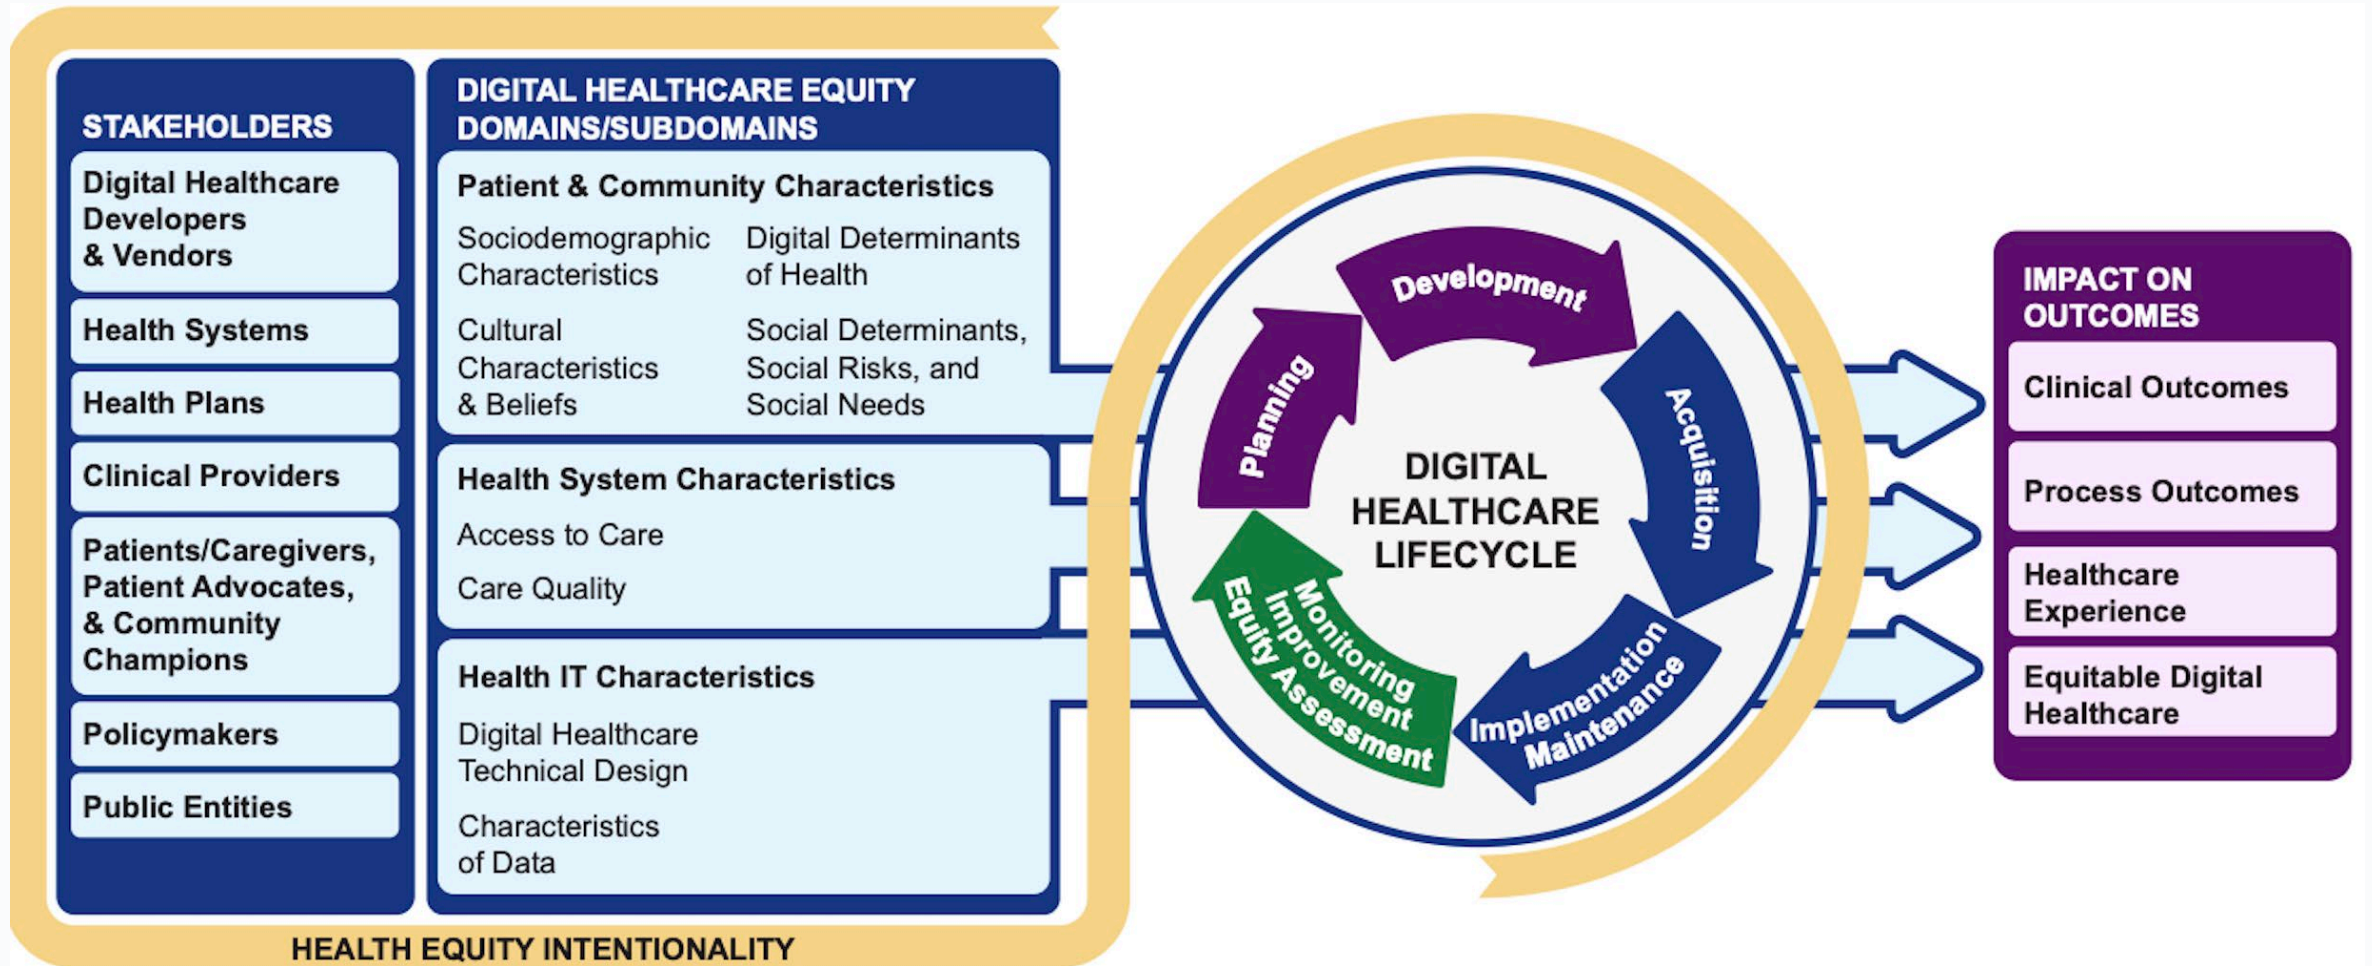 STAKEHOLDERS
Digital Healthcare
Developers
& Vendors
Health Systems
Health Plans
Clinical Providers
Patients/Caregivers,
Patient Advocates,
& Community
Champions
Policymakers
Public Entities
DIGITAL HEALTHCARE EQUITY
DOMAINS/SUBDOMAINS
Patient & Community Characteristics
Sociodemographic
Characteristics
Digital Determinants
of Health
Cultural
Characteristics
& Beliefs
Social Determinants,
Social Risks, and
Social Needs
Health System Characteristics
Access to Care
Care Quality
Health IT Characteristics
Digital Healthcare
Technical Design
Characteristics
of Data
HEALTH EQUITY INTENTIONALITY
DIGITAL
HEALTHCARE
LIFECYCLE
Planning
Development
Acquisition
Implementation
Maintenance
Monitoring
Improvement
Equity Assessment
IMPACT ON
OUTCOMES
Clinical Outcomes
Process Outcomes
Healthcare
Experience
Equitable Digital
Healthcare